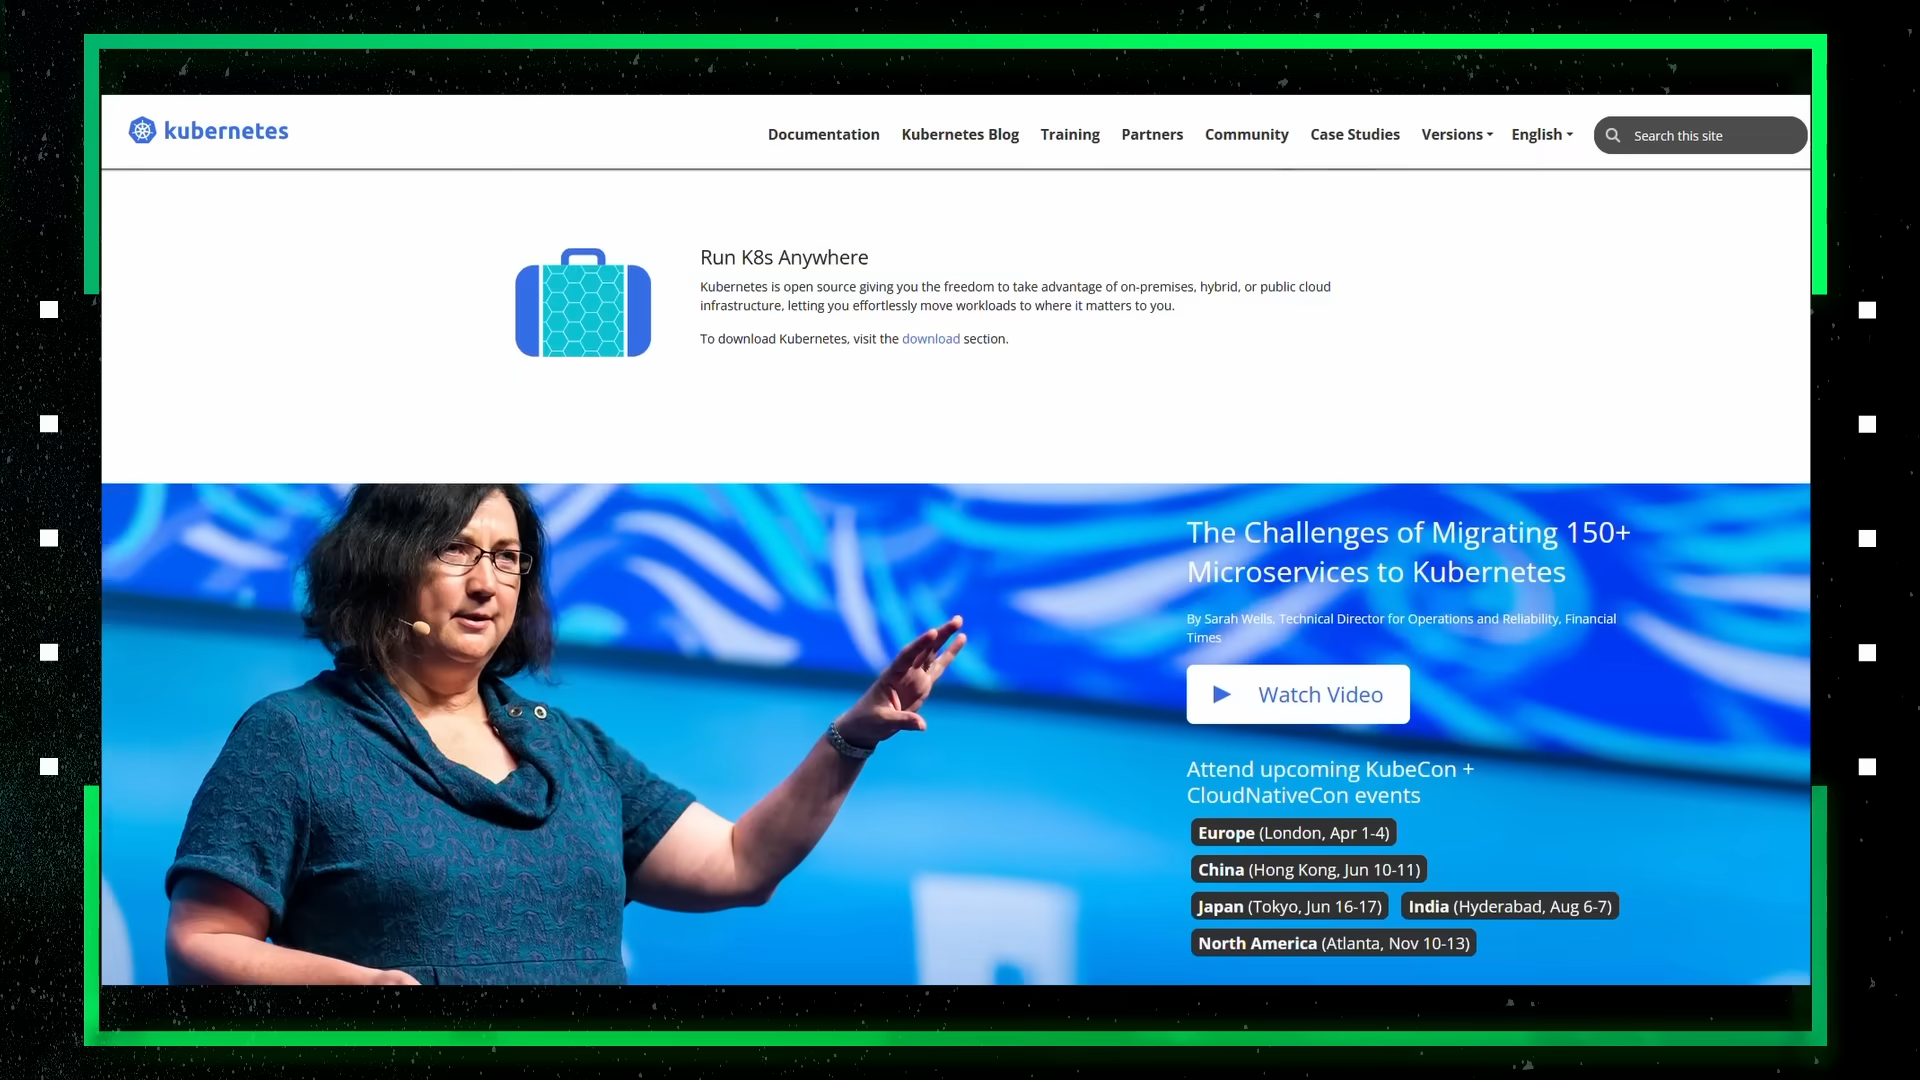 kubernetes
Documentation Kubernetes Blog Training Partners Community Case Studies Versions English Search this site
Run K8s Anywhere
Kubernetes is open source giving you the freedom to take advantage of on-premises, hybrid, or public cloud
infrastructure, letting you effortlessly move workloads to where it matters to you.
To download Kubernetes, visit the download section.
The Challenges of Migrating 150+
Microservices to Kubernetes
By Sarah Wells, Technical Director for Operations and Reliability, Financial
Times
Watch Video
Attend upcoming KubeCon +
CloudNativeCon events
Europe (London, Apr 1-4)
China (Hong Kong, Jun 10-11)
Japan (Tokyo, Jun 16-17) India (Hyderabad, Aug 6-7)
North America (Atlanta, Nov 10-13)